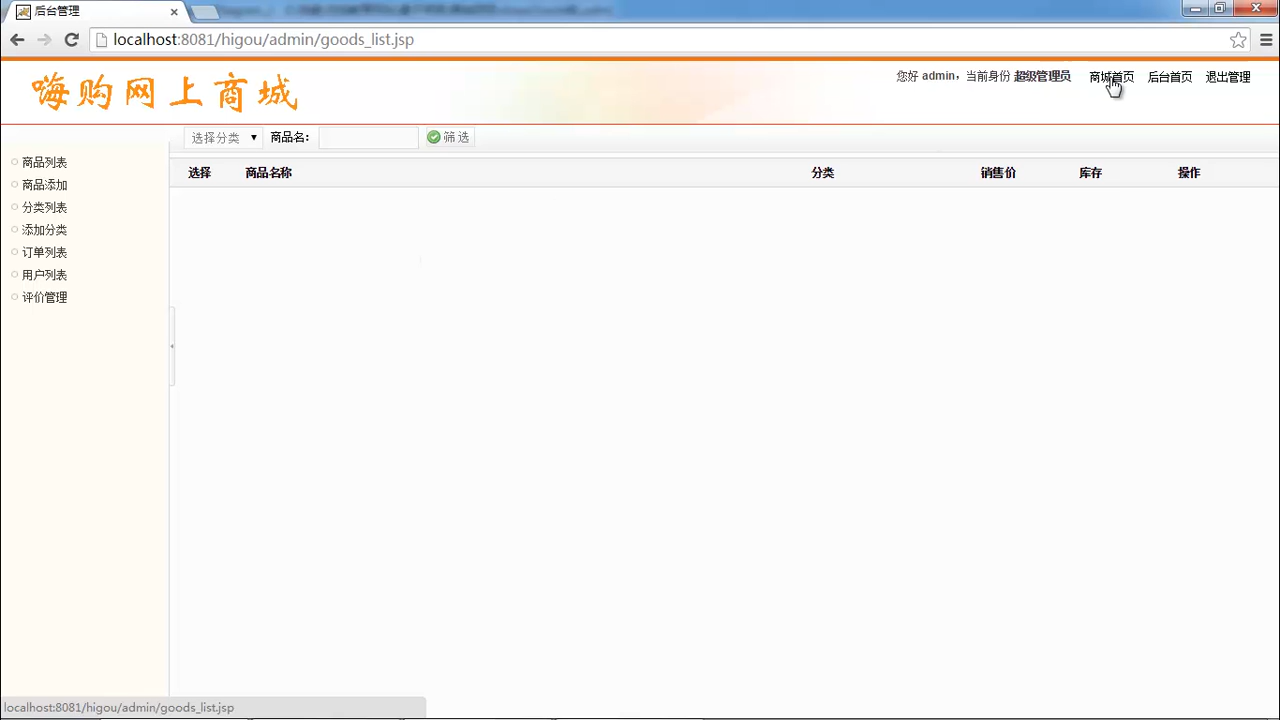 后台管理
localhost:8081/higou/admin/goods_list.jsp
嗨购网上商城
您好 admin，当前身份 超级管理员 商城首页 后台首页 退出管理
选择分类 商品名： 筛选
商品列表
商品添加
分类列表
添加分类
订单列表
用户列表
评价管理
选择 商品名称 分类 销售价 库存 操作
localhost:8081/higou/admin/goods_list.jsp